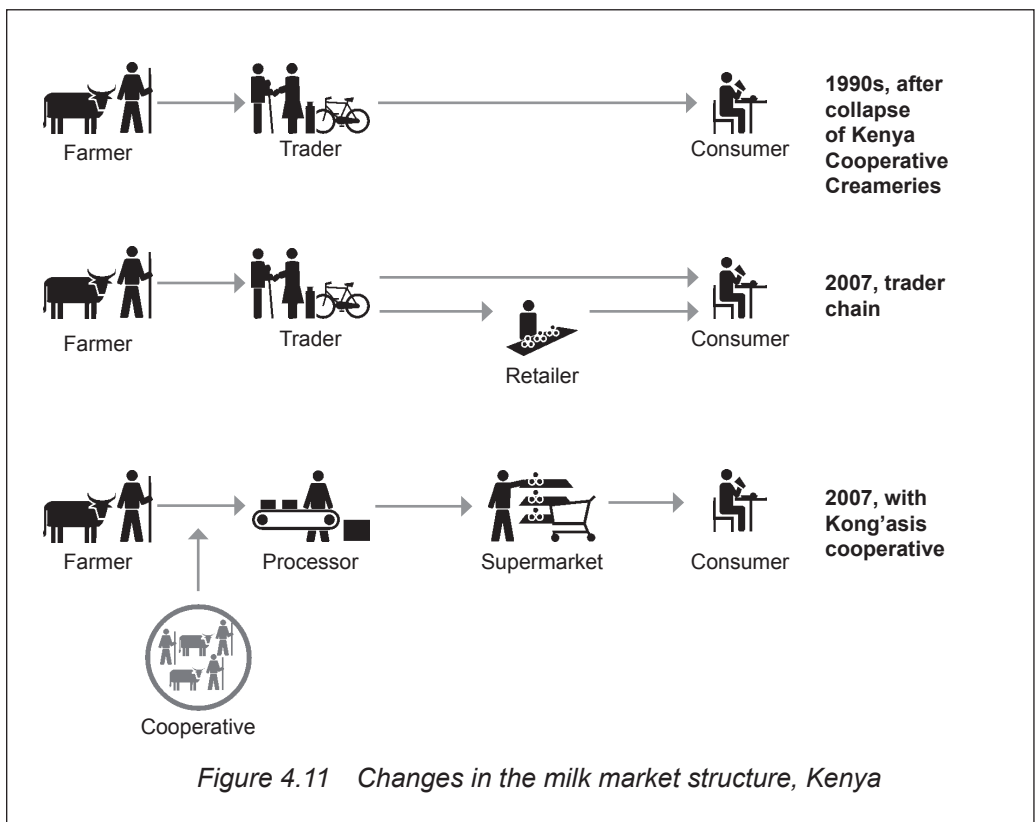 Farmer
Trader
Consumer
1990s, after
collapse
of Kenya
Cooperative
Creameries
Farmer
Trader
Retailer
Consumer
2007, trader
chain
Farmer
Processor
Supermarket
Consumer
2007, with
Kong’asis
cooperative
Cooperative
Figure 4.11 Changes in the milk market structure, Kenya